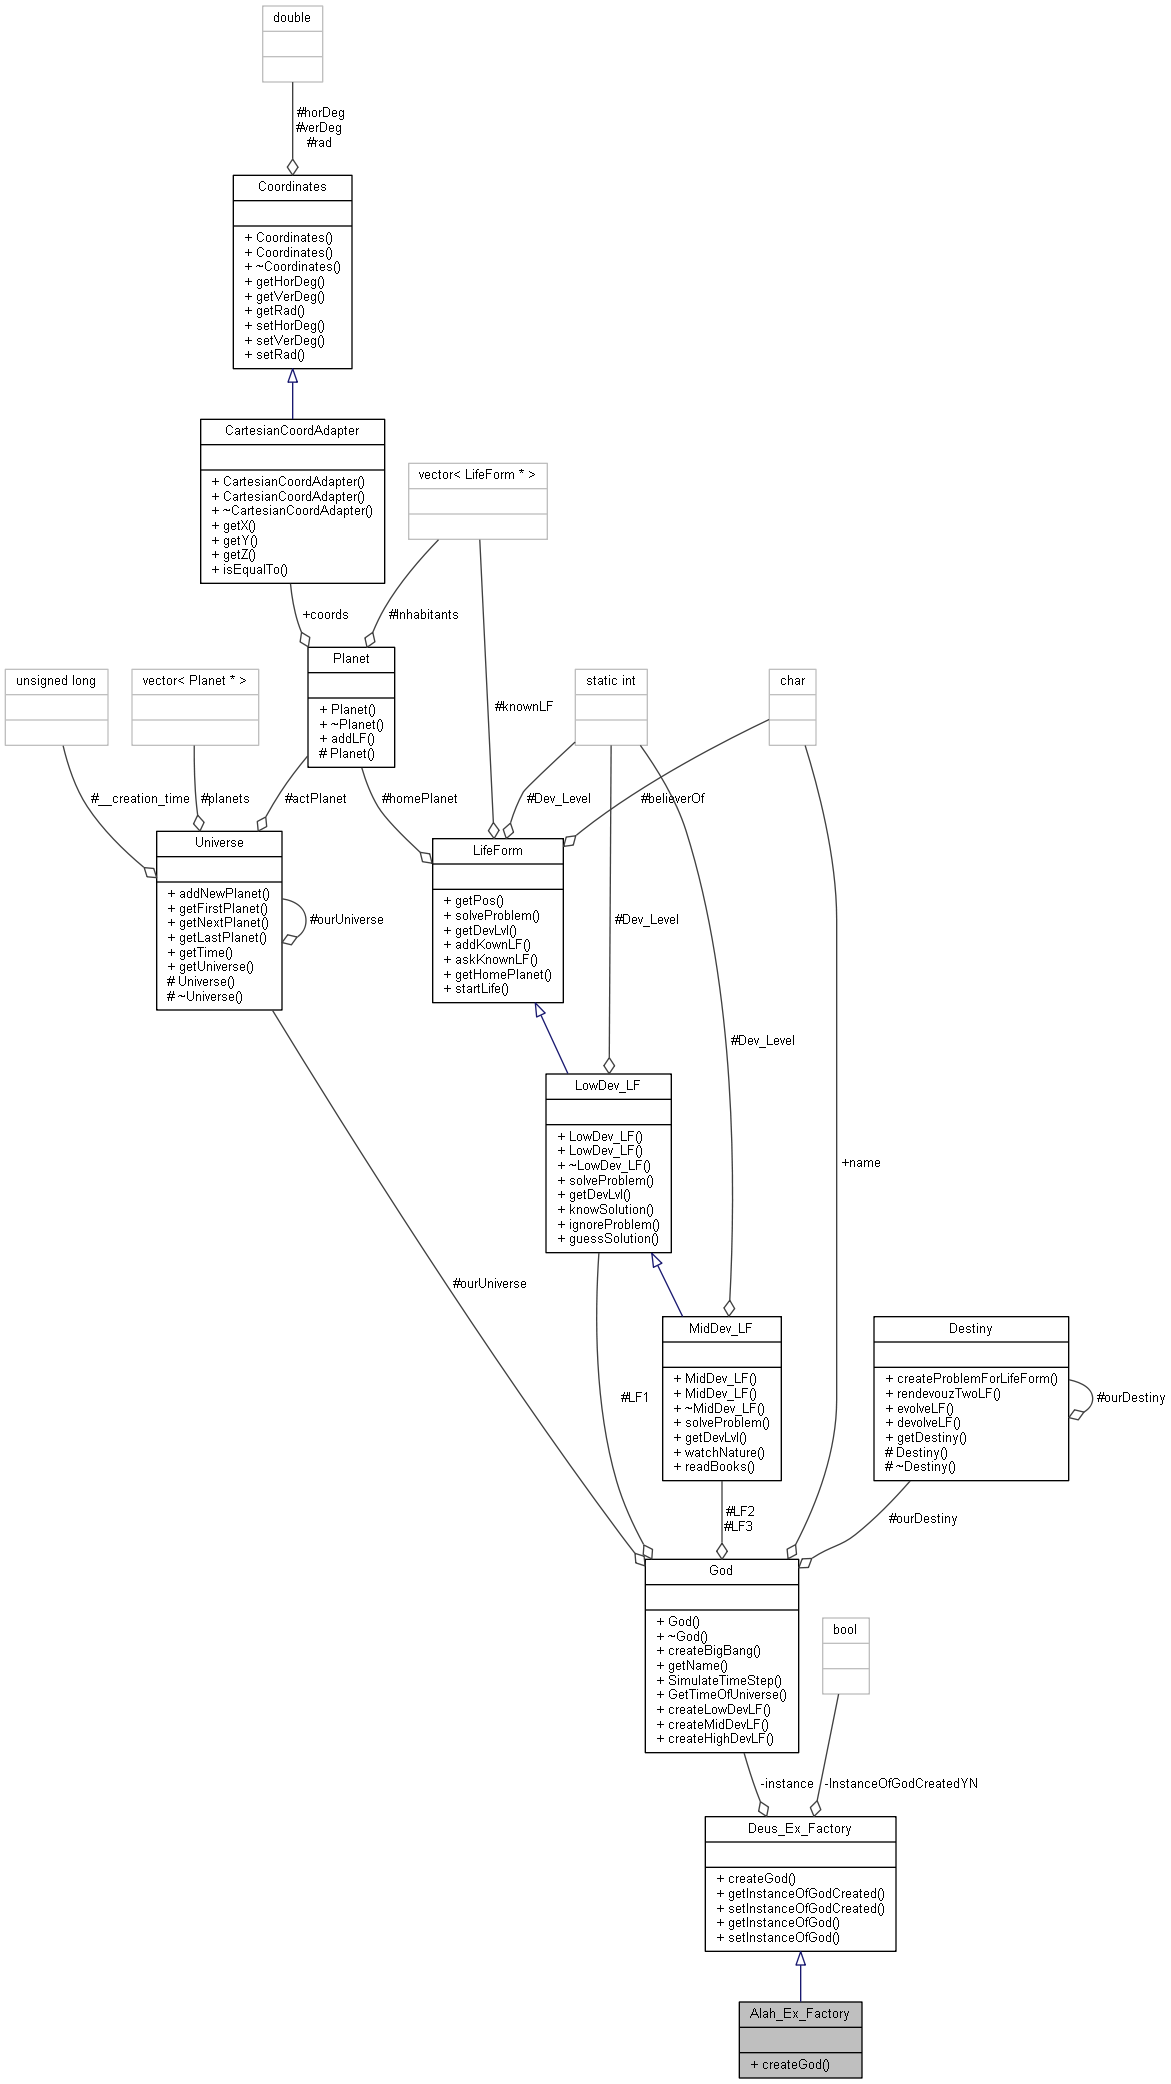 double
#horDeg
#verDeg
#rad
Coordinates
+ Coordinates()
+ Coordinates()
+ ~Coordinates()
+ getHorDeg()
+ getVerDeg()
+ getRad()
+ setHorDeg()
+ setVerDeg()
+ setRad()
CartesianCoordAdapter
+ CartesianCoordAdapter()
+ CartesianCoordAdapter()
+ ~CartesianCoordAdapter()
+ getX()
+ getY()
+ getZ()
+ isEqualTo()
vector< LifeForm * >
+coords
#Inhabitants
Planet
+ Planet()
+ ~Planet()
+ addLF()
# Planet()
unsigned long
vector< Planet * >
static int
char
#knownLF
#__creation_time
#planets
#actPlanet
#homePlanet
#Dev_Level
#believerOf
Universe
+ addNewPlanet()
+ getFirstPlanet()
+ getNextPlanet()
+ getLastPlanet()
+ getTime()
+ getUniverse()
# Universe()
# ~Universe()
#ourUniverse
LifeForm
+ getPos()
+ solveProblem()
+ getDevLvl()
+ addKownLF()
+ askKnownLF()
+ getHomePlanet()
+ startLife()
#Dev_Level
#Dev_Level
LowDev_LF
+ LowDev_LF()
+ LowDev_LF()
+ ~LowDev_LF()
+ solveProblem()
+ getDevLvl()
+ knowSolution()
+ ignoreProblem()
+ guessSolution()
+name
#ourUniverse
MidDev_LF
+ MidDev_LF()
+ MidDev_LF()
+ ~MidDev_LF()
+ solveProblem()
+ getDevLvl()
+ watchNature()
+ readBooks()
Destiny
+ createProblemForLifeForm()
+ rendevouzTwoLF()
+ evolveLF()
+ devolveLF()
+ getDestiny()
# Destiny()
# ~Destiny()
#ourDestiny
#LF1
#LF2
#LF3
#ourDestiny
God
+ God()
+ ~God()
+ createBigBang()
+ getName()
+ SimulateTimeStep()
+ GetTimeOfUniverse()
+ createLowDevLF()
+ createMidDevLF()
+ createHighDevLF()
bool
-instance
-InstanceOfGodCreatedYN
Deus_Ex_Factory
+ createGod()
+ getInstanceOfGodCreated()
+ setInstanceOfGodCreated()
+ getInstanceOfGod()
+ setInstanceOfGod()
Alah_Ex_Factory
+ createGod()